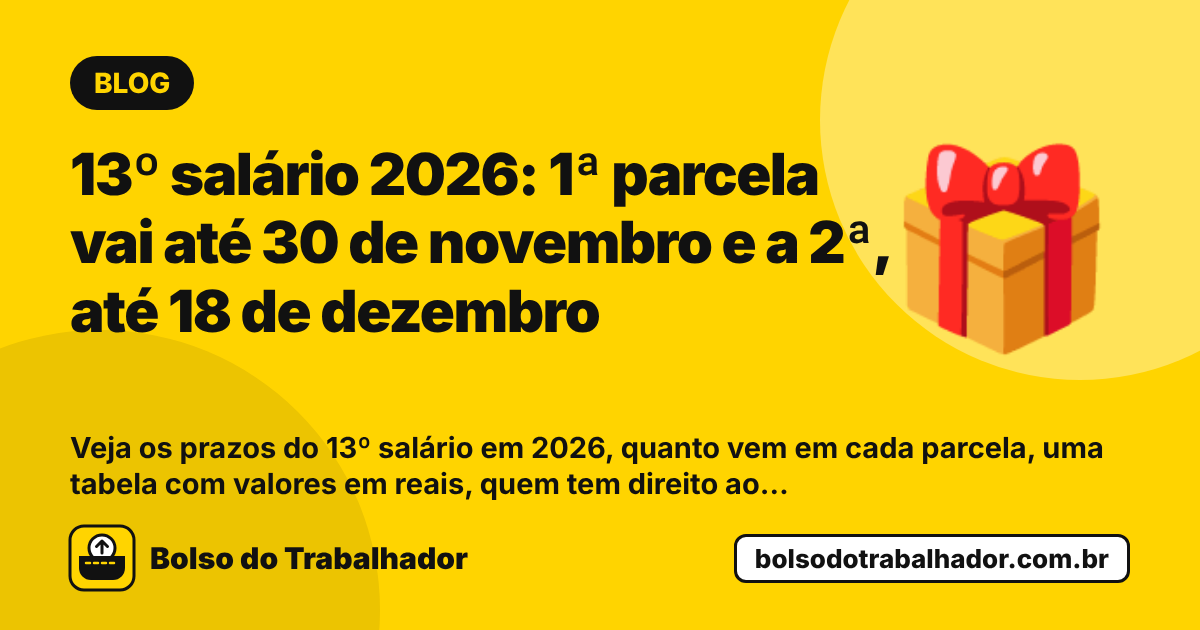 BLOG
13º salário 2026: 1ª parcela
vai até 30 de novembro e a 2ª,
até 18 de dezembro
Veja os prazos do 13º salário em 2026, quanto vem em cada parcela, uma
tabela com valores em reais, quem tem direito ao...
Bolso do Trabalhador
bolsodotrabalhador.com.br